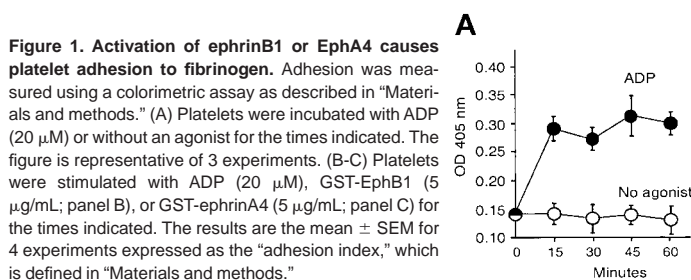 A
Figure 1. Activation of ephrinB1 or EphA4 causes
platelet adhesion to fibrinogen. Adhesion was mea-
sured using a colorimetric assay as described in “Materi-
als and methods.” (A) Platelets were incubated with ADP
(20 μM) or without an agonist for the times indicated. The
figure is representative of 3 experiments. (B-C) Platelets
were stimulated with ADP (20 μM), GST-EphB1 (5
μg/mL; panel B), or GST-ephrinA4 (5 μg/mL; panel C) for
the times indicated. The results are the mean ± SEM for
4 experiments expressed as the “adhesion index,” which
is defined in “Materials and methods.”
OD 405 nm
0.40
0.35
0.30
0.25
0.20
0.15
0.10
ADP
No agonist
0 15 30 45 60
Minutes